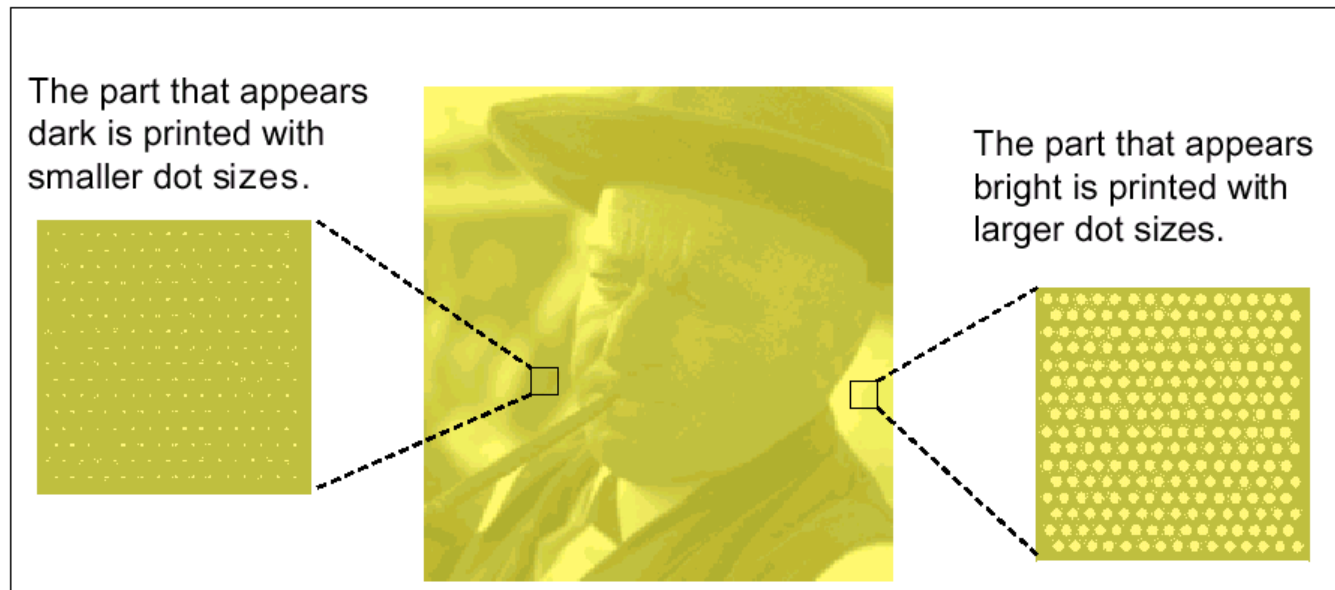 The part that appears
dark is printed with
smaller dot sizes.
The part that appears
bright is printed with
larger dot sizes.